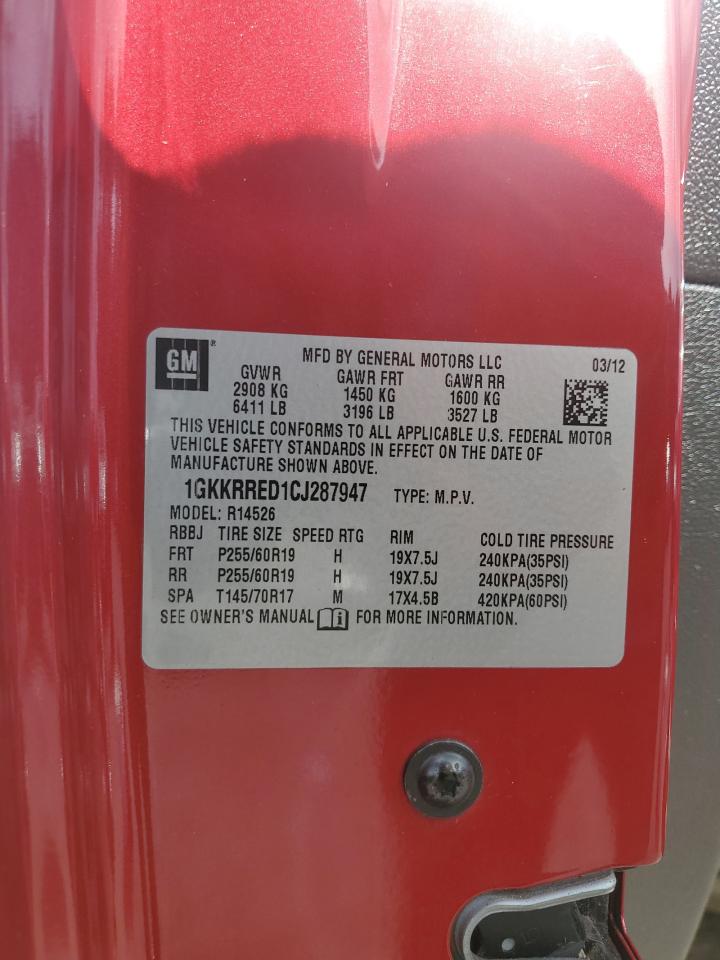 GM ®
MFD BY GENERAL MOTORS LLC 03/12
GVWR GAWR FRT GAWR RR
2908 KG 1450 KG 1600 KG
6411 LB 3196 LB 3527 LB
THIS VEHICLE CONFORMS TO ALL APPLICABLE U.S. FEDERAL MOTOR
VEHICLE SAFETY STANDARDS IN EFFECT ON THE DATE OF
MANUFACTURE SHOWN ABOVE.
1GKKRRED1CJ287947 TYPE: M.P.V.
MODEL: R14526
RBBJ TIRE SIZE SPEED RTG RIM COLD TIRE PRESSURE
FRT P255/60R19 H 19X7.5J 240KPA(35PSI)
RR P255/60R19 H 19X7.5J 240KPA(35PSI)
SPA T145/70R17 M 17X4.5B 420KPA(60PSI)
SEE OWNER'S MANUAL i FOR MORE INFORMATION.